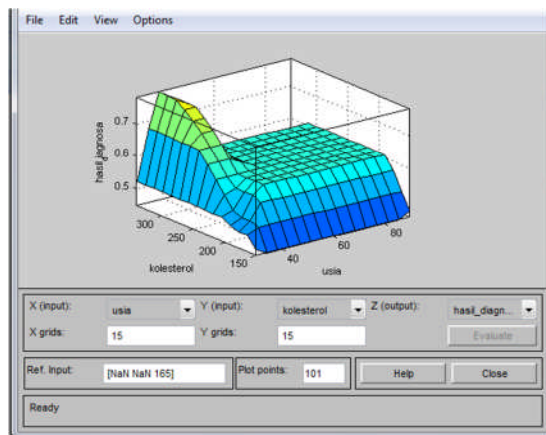 File Edit View Options
0.7
0.6
0.5
hasil_diagnosa
300
250
200
150
kolesterol
40
60
80
usia
X (input): usia Y (input): kolesterol Z (output): hasil_diagn...
X grids: 15 Y grids: 15 Evaluate
Ref. Input: [NaN NaN 165] Plot points: 101 Help Close
Ready